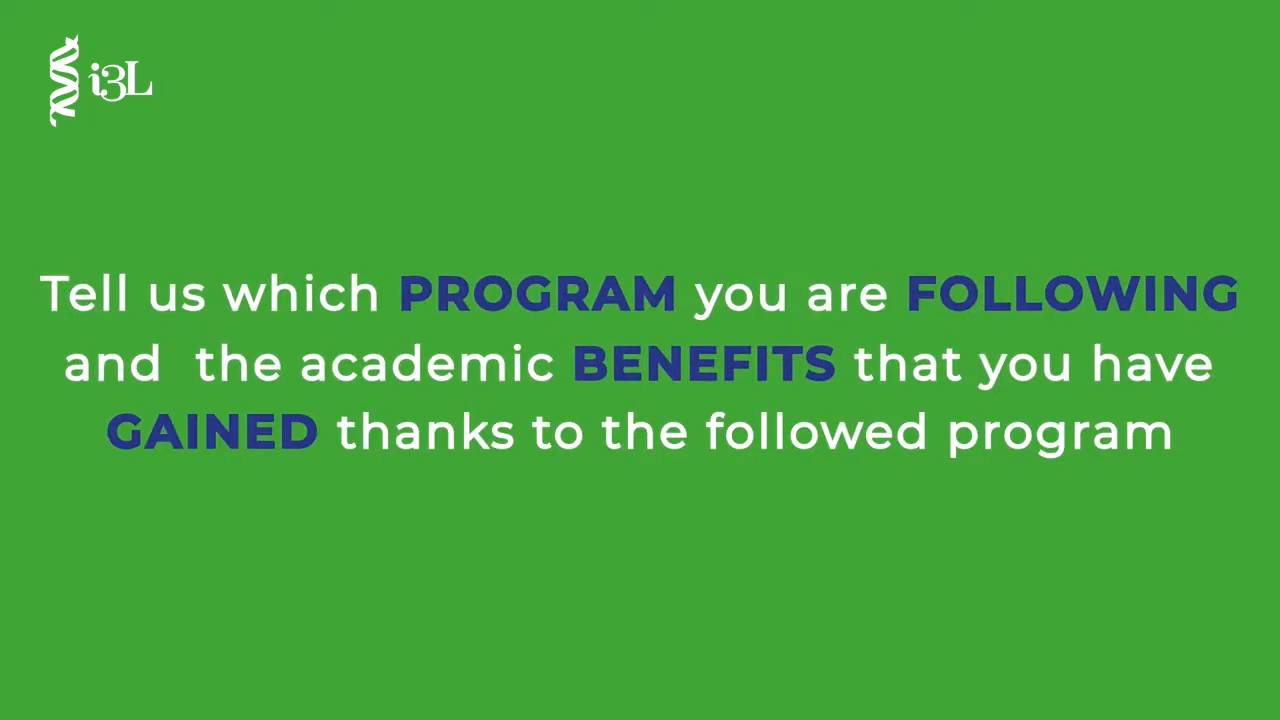 i3L
Tell us which PROGRAM you are FOLLOWING
and the academic BENEFITS that you have
GAINED thanks to the followed program